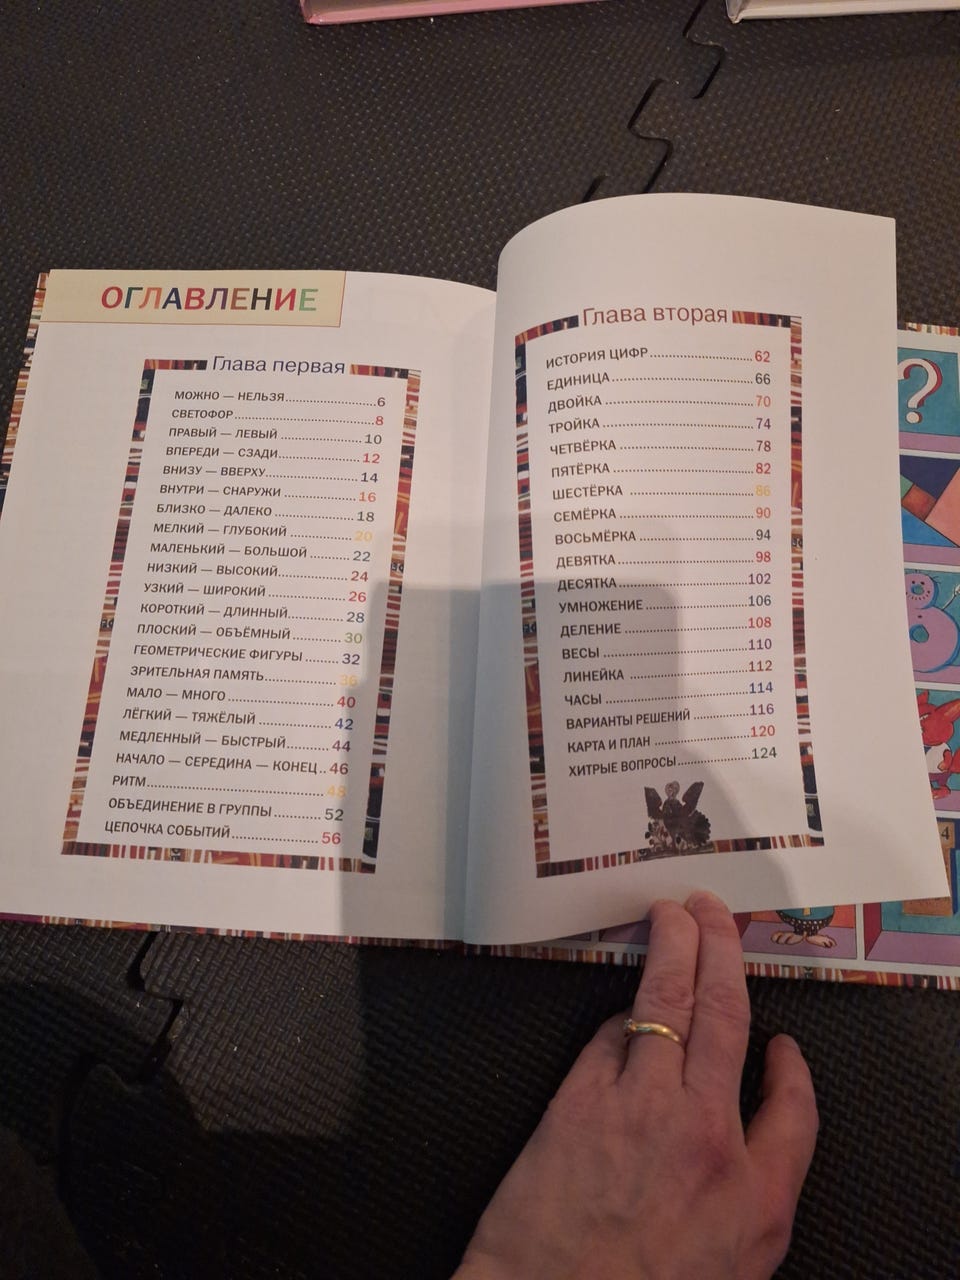 ОГЛАВЛЕНИЕ
Глава первая
МОЖНО — НЕЛЬЗЯ........................6
СВЕТОФОР....................................8
ПРАВЫЙ — ЛЕВЫЙ ........................10
ВПЕРЕДИ — СЗАДИ........................12
ВНИЗУ — ВВЕРХУ...........................14
ВНУТРИ — СНАРУЖИ ......................16
БЛИЗКО — ДАЛЕКО ........................18
МЕЛКИЙ — ГЛУБОКИЙ ....................20
МАЛЕНЬКИЙ — БОЛЬШОЙ ..............22
НИЗКИЙ — ВЫСОКИЙ......................24
УЗКИЙ — ШИРОКИЙ ........................26
КОРОТКИЙ — ДЛИННЫЙ..................28
ПЛОСКИЙ — ОБЪЁМНЫЙ .................30
ГЕОМЕТРИЧЕСКИЕ ФИГУРЫ ............32
ЗРИТЕЛЬНАЯ ПАМЯТЬ.....................36
МАЛО — МНОГО .............................40
ЛЁГКИЙ — ТЯЖЁЛЫЙ ......................42
МЕДЛЕННЫЙ — БЫСТРЫЙ...............44
НАЧАЛО — СЕРЕДИНА — КОНЕЦ..46
РИТМ.............................................48
ОБЪЕДИНЕНИЕ В ГРУППЫ ..............52
ЦЕПОЧКА СОБЫТИЙ.......................56
Глава вторая
ИСТОРИЯ ЦИФР..............................62
ЕДИНИЦА......................................66
ДВОЙКА ........................................70
ТРОЙКА ........................................74
ЧЕТВЁРКА .....................................78
ПЯТЁРКА .......................................82
ШЕСТЁРКА ....................................86
СЕМЁРКА ......................................90
ВОСЬМЁРКА ..................................94
ДЕВЯТКА .......................................98
ДЕСЯТКА......................................102
УМНОЖЕНИЕ ................................106
ДЕЛЕНИЕ .....................................108
ВЕСЫ ..........................................110
ЛИНЕЙКА .....................................112
ЧАСЫ ..........................................114
ВАРИАНТЫ РЕШЕНИЙ ...................116
КАРТА И ПЛАН ..............................120
ХИТРЫЕ ВОПРОСЫ........................124
?
В
4